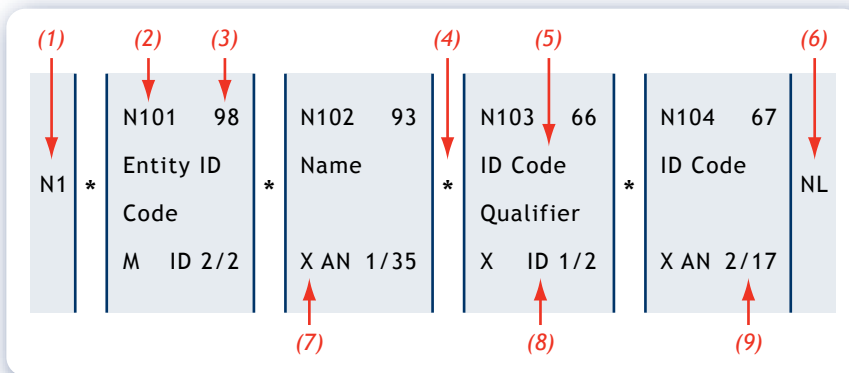 (1) (2) (3) (4) (5) (6)
N101 98 N102 93 N103 66 N104 67
Entity ID Name ID Code ID Code
N1 * * * * NL
Code Qualifier
M ID 2/2 X AN 1/35 X ID 1/2 X AN 2/17
(7) (8) (9)